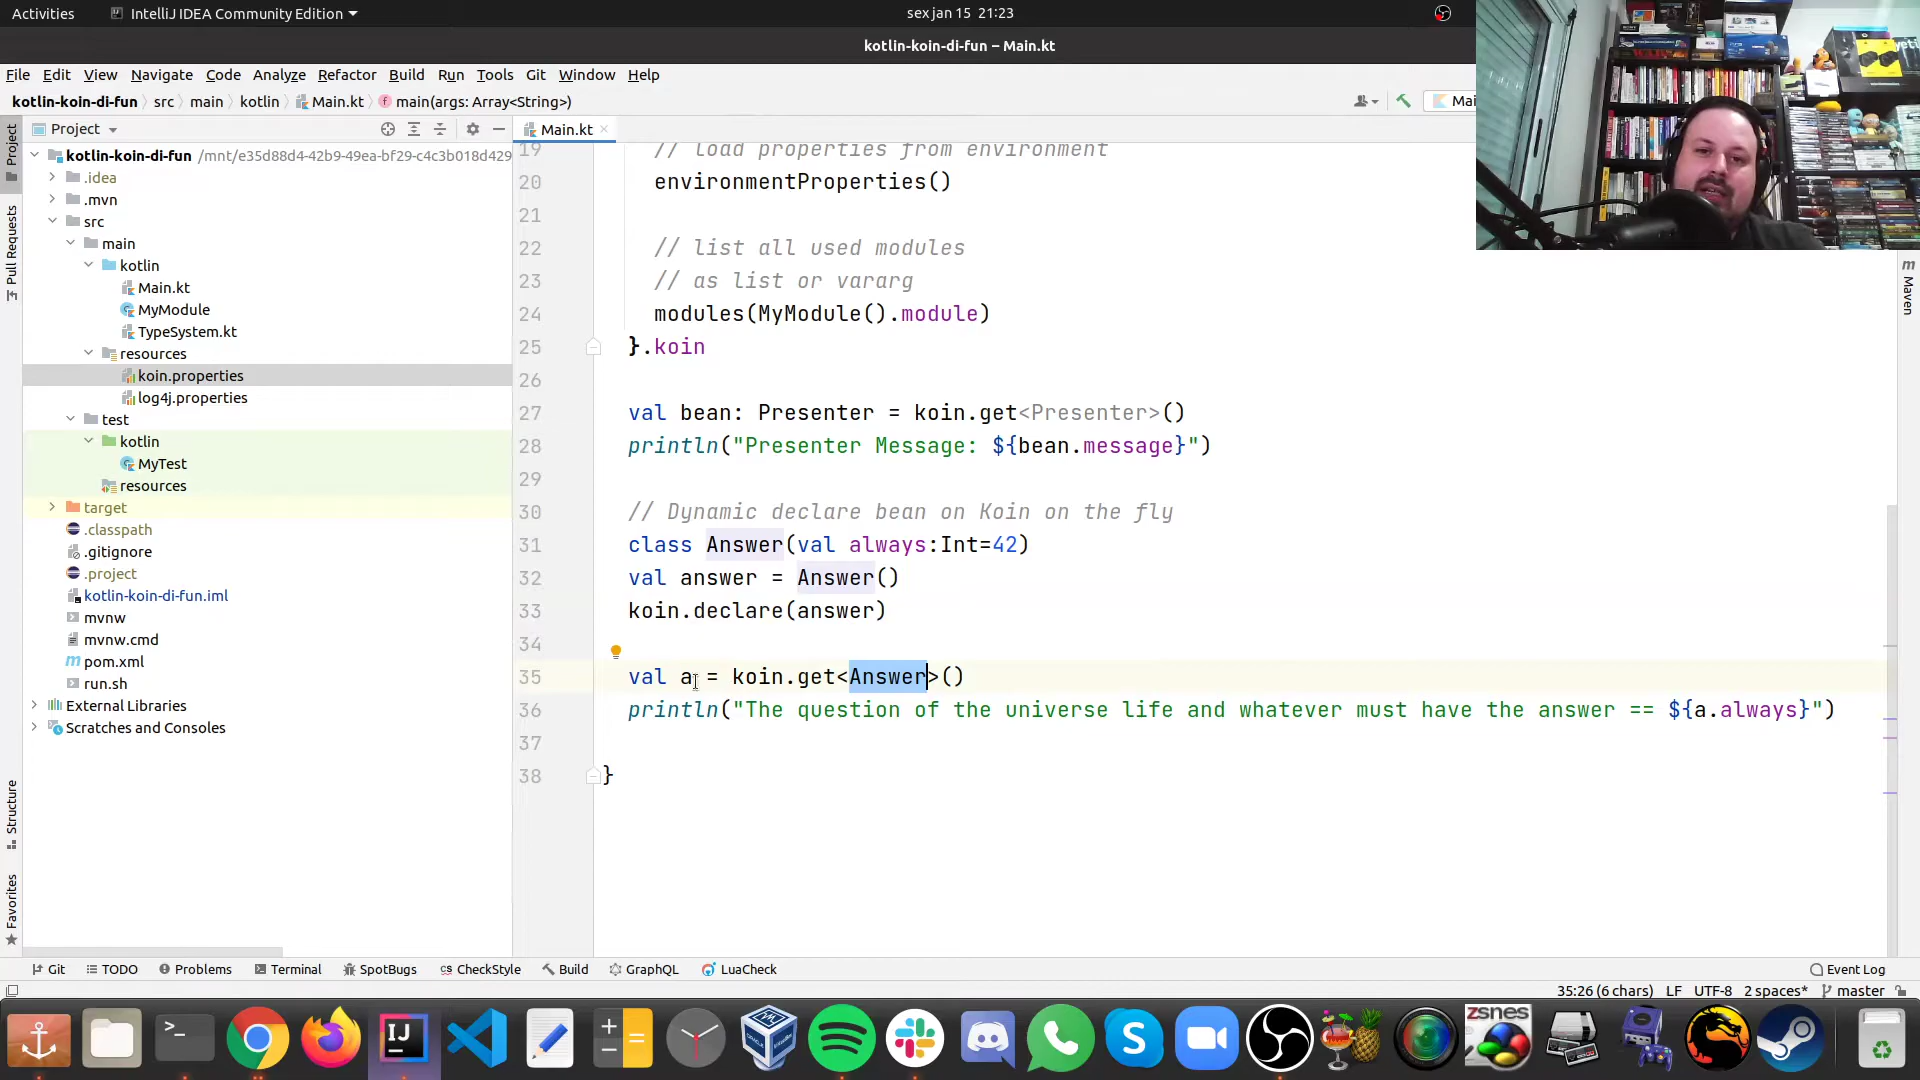 Activities
IntelliJ IDEA Community Edition
sex jan 15 21:23
kotlin-koin-di-fun – Main.kt
File Edit View Navigate Code Analyze Refactor Build Run Tools Git Window Help
kotlin-koin-di-fun src main kotlin Main.kt main(args: Array<String>)
Project
Main.kt
Project
Pull Requests
Structure
Favorites
kotlin-koin-di-fun /mnt/e35d88d4-42b9-49ea-bf29-c4c3b018d429
.idea
.mvn
src
main
kotlin
Main.kt
MyModule
TypeSystem.kt
resources
koin.properties
log4j.properties
test
kotlin
MyTest
resources
target
.classpath
.gitignore
.project
kotlin-koin-di-fun.iml
mvnw
mvnw.cmd
pom.xml
run.sh
External Libraries
Scratches and Consoles
19 // load properties from environment
20 environmentProperties()
21
22 // list all used modules
23 // as list or vararg
24 modules(MyModule().module)
25 }.koin
26
27 val bean: Presenter = koin.get<Presenter>()
28 println("Presenter Message: ${bean.message}")
29
30 // Dynamic declare bean on Koin on the fly
31 class Answer(val always:Int=42)
32 val answer = Answer()
33 koin.declare(answer)
34
35 val a = koin.get<Answer>()
36 println("The question of the universe life and whatever must have the answer == ${a.always}")
37
38 }
Maven
Git TODO Problems Terminal SpotBugs CheckStyle Build GraphQL LuaCheck Event Log
35:26 (6 chars) LF UTF-8 2 spaces* master
IJ
zsnes